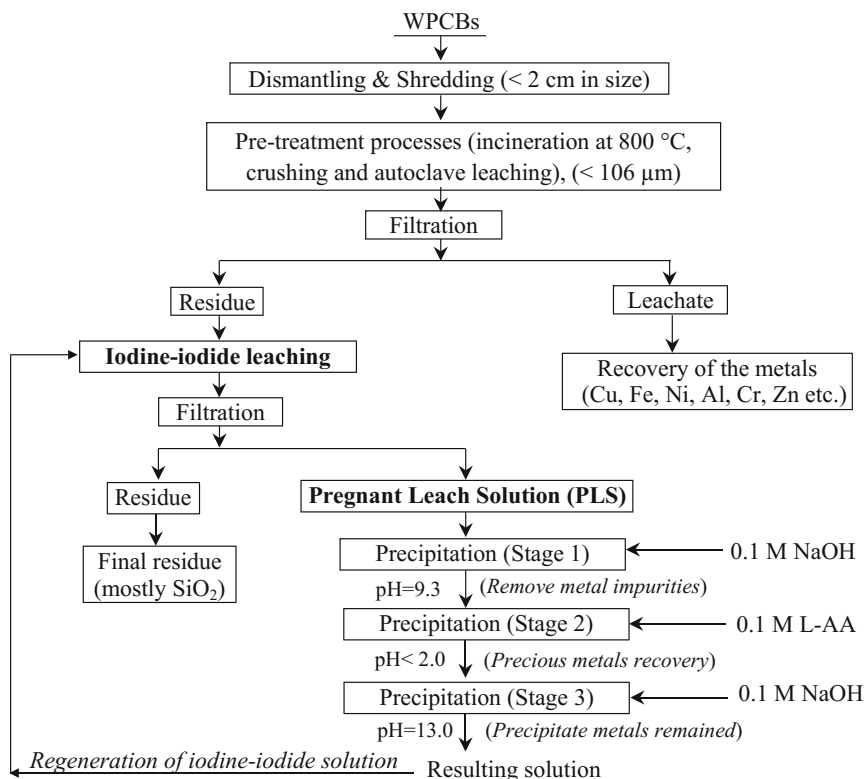 WPCBs
Dismantling & Shredding (< 2 cm in size)
Pre-treatment processes (incineration at 800 °C,
crushing and autoclave leaching), (< 106 μm)
Filtration
Residue
Leachate
Iodine-iodide leaching
Recovery of the metals
(Cu, Fe, Ni, Al, Cr, Zn etc.)
Filtration
Residue
Pregnant Leach Solution (PLS)
Final residue
(mostly SiO₂)
Precipitation (Stage 1)
0.1 M NaOH
pH=9.3
(Remove metal impurities)
Precipitation (Stage 2)
0.1 M L-AA
pH< 2.0
(Precious metals recovery)
Precipitation (Stage 3)
0.1 M NaOH
pH=13.0
(Precipitate metals remained)
Regeneration of iodine-iodide solution
Resulting solution